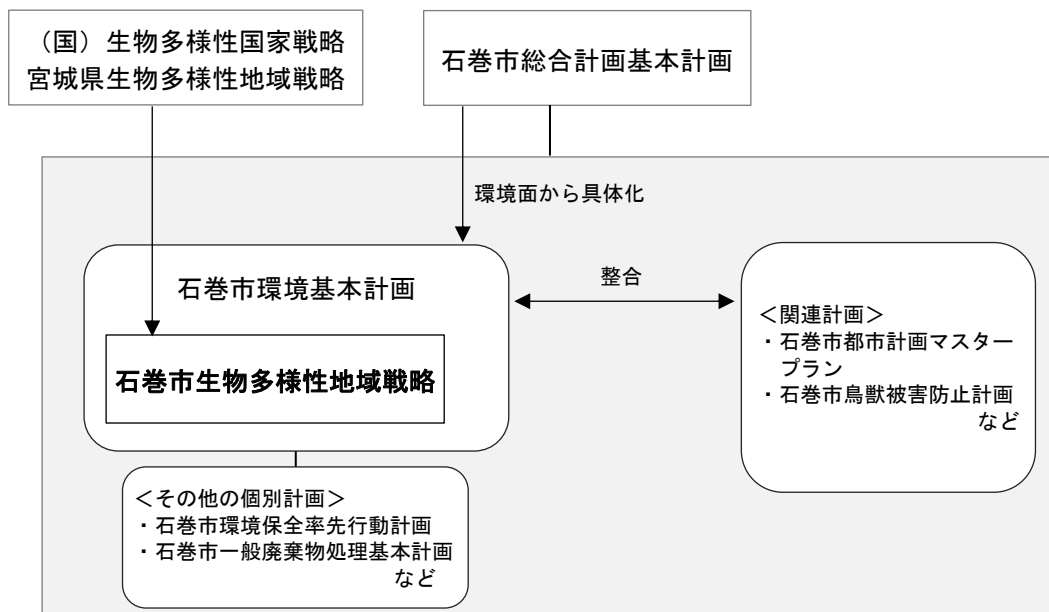 （国）生物多様性国家戦略
宮城県生物多様性地域戦略
石巻市総合計画基本計画
環境面から具体化
石巻市環境基本計画
石巻市生物多様性地域戦略
整合
＜関連計画＞
・石巻市都市計画マスター
プラン
・石巻市鳥獣被害防止計画
など
＜その他の個別計画＞
・石巻市環境保全率先行動計画
・石巻市一般廃棄物処理基本計画
など